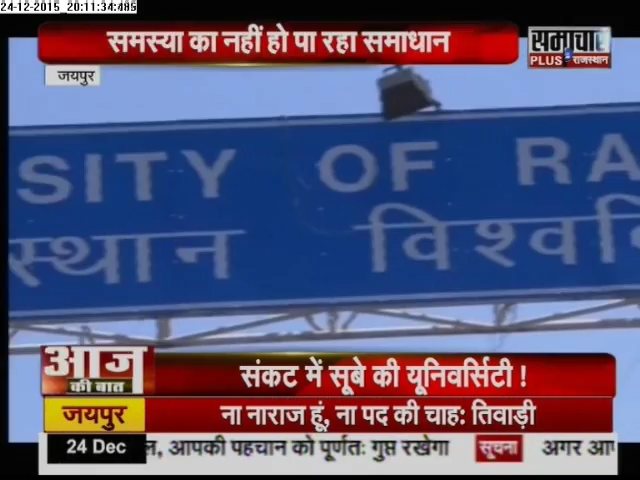 24-12-2015 20:11:34:485
समस्या का नहीं हो पा रहा समाधान
समाचार
PLUS राजस्थान
जयपुर
SITY OF RA
स्थान विश्ववि
आज
की बात
संकट में सूबे की यूनिवर्सिटी !
जयपुर
ना नाराज हूं, ना पद की चाह: तिवाड़ी
24 Dec
ल, आपकी पहचान को पूर्णतः गुप्त रखेगा सूचना अगर आप